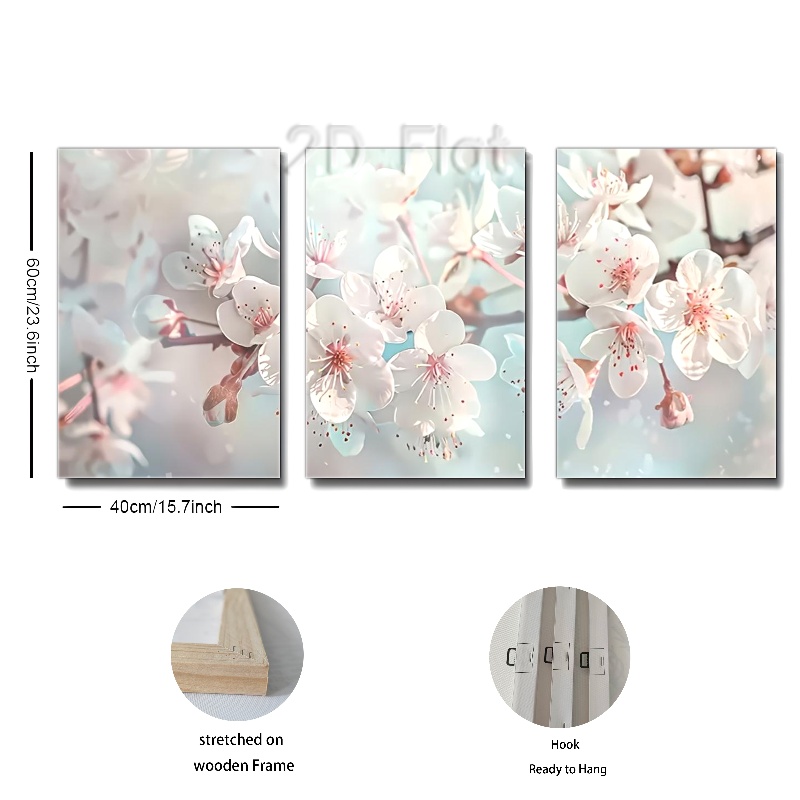 2D Flat
60cm/23.6inch
40cm/15.7inch
stretched on
wooden Frame
Hook
Ready to Hang